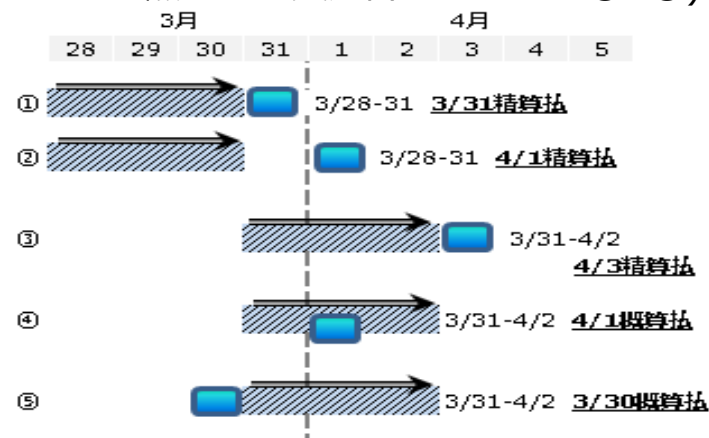 3月 4月
28 29 30 31 1 2 3 4 5
① 3/28-31 3/31精算払
② 3/28-31 4/1精算払
③ 3/31-4/2
4/3精算払
④ 3/31-4/2 4/1概算払
⑤ 3/31-4/2 3/30概算払